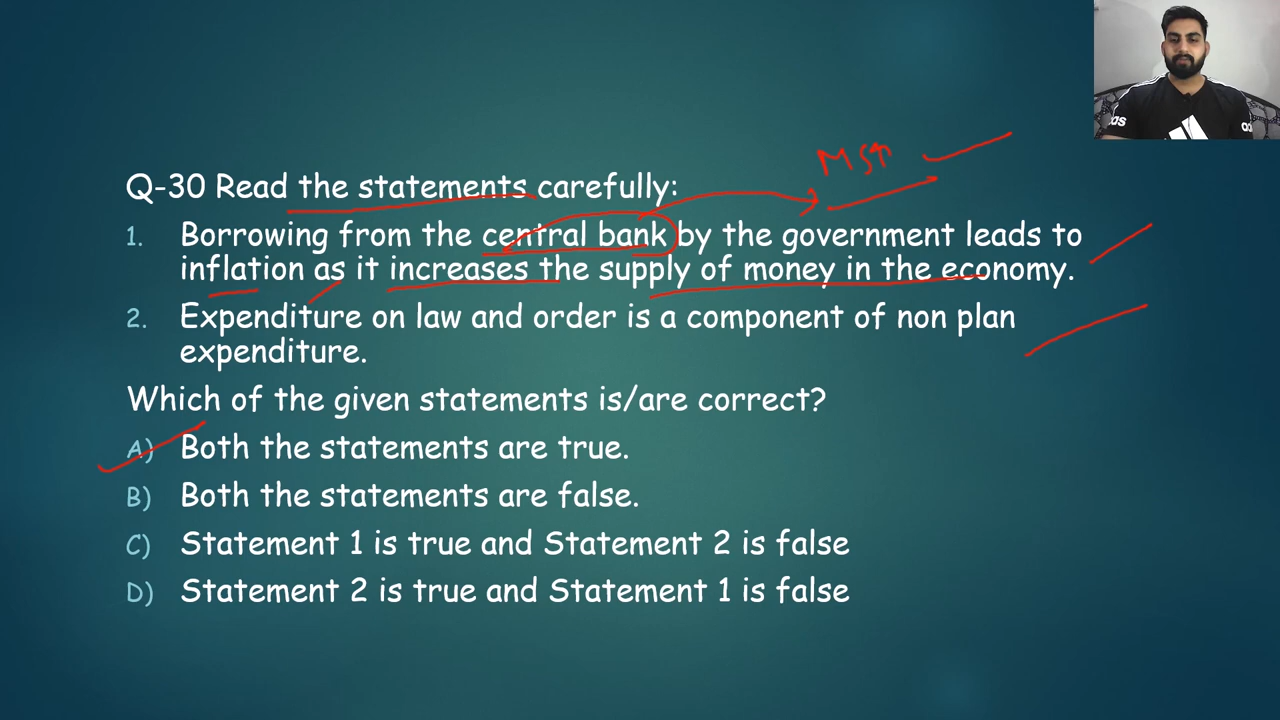 MS↑
Q-30 Read the statements carefully:
1. Borrowing from the central bank by the government leads to
inflation as it increases the supply of money in the economy.
2. Expenditure on law and order is a component of non plan
expenditure.
Which of the given statements is/are correct?
A) Both the statements are true.
B) Both the statements are false.
C) Statement 1 is true and Statement 2 is false
D) Statement 2 is true and Statement 1 is false